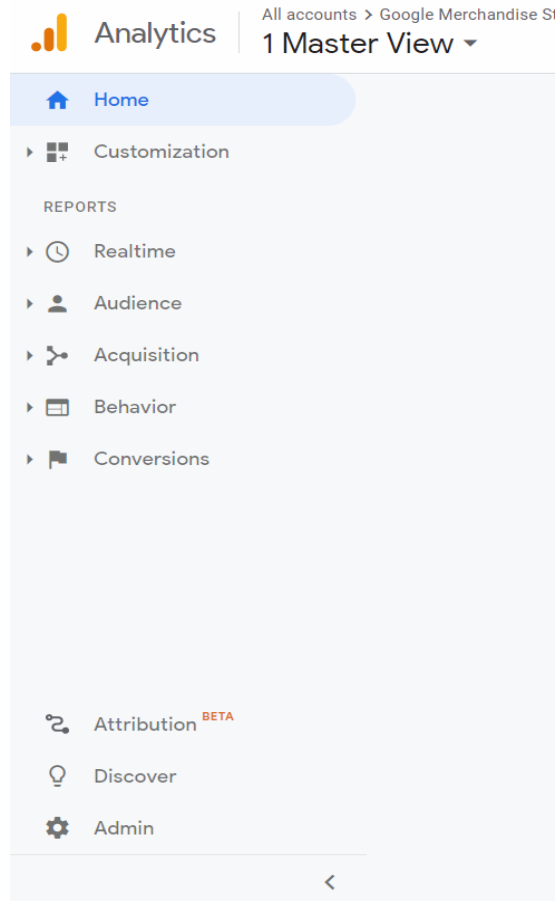 All accounts > Google Merchandise St
Analytics
1 Master View
Home
Customization
REPORTS
Realtime
Audience
Acquisition
Behavior
Conversions
Attribution BETA
Discover
Admin